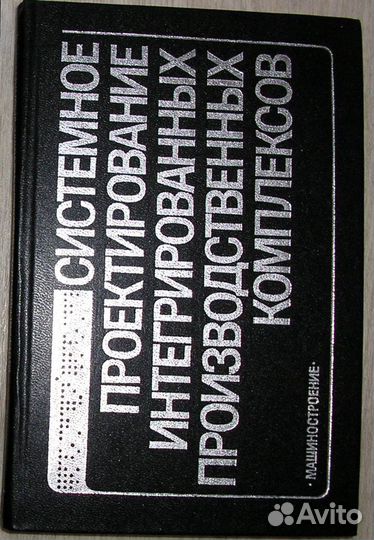 СИСТЕМНОЕ
ПРОЕКТИРОВАНИЕ
ИНТЕГРИРОВАННЫХ
ПРОИЗВОДСТВЕННЫХ
КОМПЛЕКСОВ
·МАШИНОСТРОЕНИЕ·
Avito